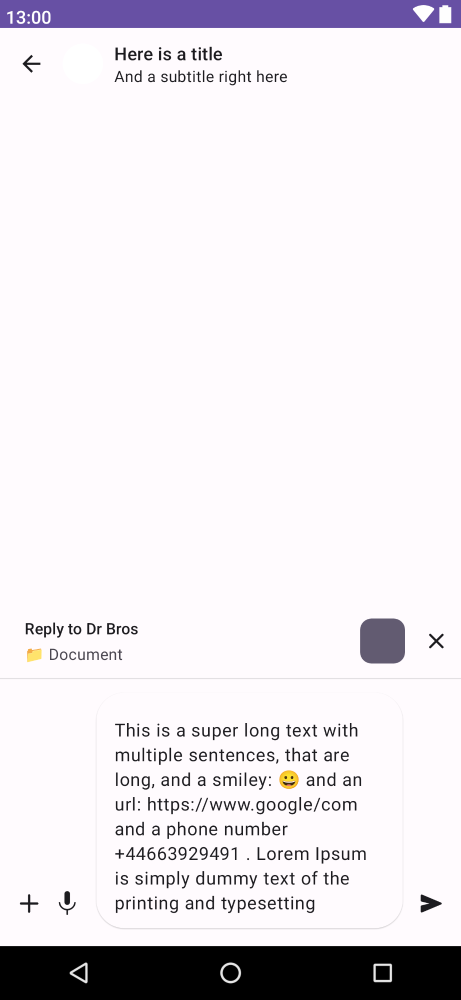 13:00
Here is a title
And a subtitle right here
Reply to Dr Bros
📁 Document
This is a super long text with
multiple sentences, that are
long, and a smiley: 😀 and an
url: https://www.google/com
and a phone number
+44663929491 . Lorem Ipsum
is simply dummy text of the
printing and typesetting